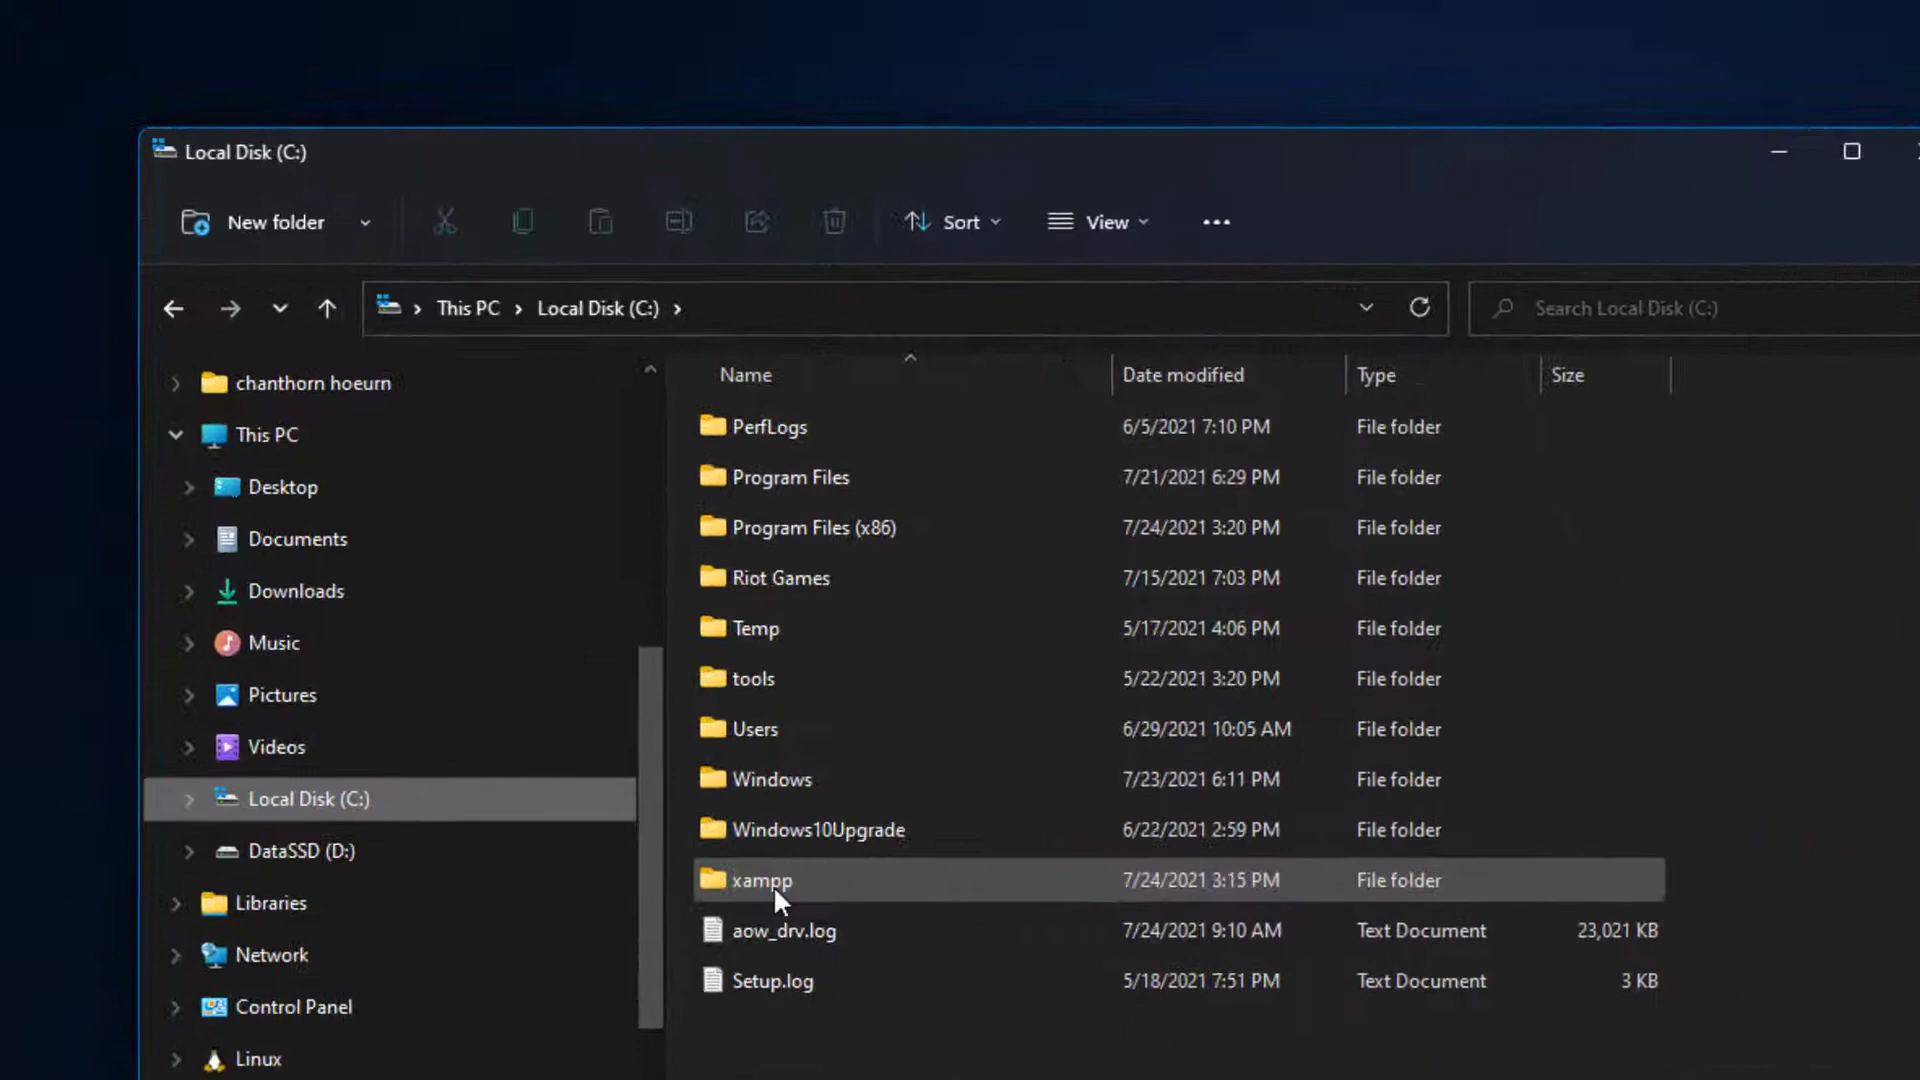 Local Disk (C:)
New folder
Sort
View
This PC > Local Disk (C:) >
Search Local Disk (C:)
chanthorn hoeurn
This PC
Desktop
Documents
Downloads
Music
Pictures
Videos
Local Disk (C:)
DataSSD (D:)
Libraries
Network
Control Panel
Linux
Name Date modified Type Size
PerfLogs 6/5/2021 7:10 PM File folder
Program Files 7/21/2021 6:29 PM File folder
Program Files (x86) 7/24/2021 3:20 PM File folder
Riot Games 7/15/2021 7:03 PM File folder
Temp 5/17/2021 4:06 PM File folder
tools 5/22/2021 3:20 PM File folder
Users 6/29/2021 10:05 AM File folder
Windows 7/23/2021 6:11 PM File folder
Windows10Upgrade 6/22/2021 2:59 PM File folder
xampp 7/24/2021 3:15 PM File folder
aow_drv.log 7/24/2021 9:10 AM Text Document 23,021 KB
Setup.log 5/18/2021 7:51 PM Text Document 3 KB